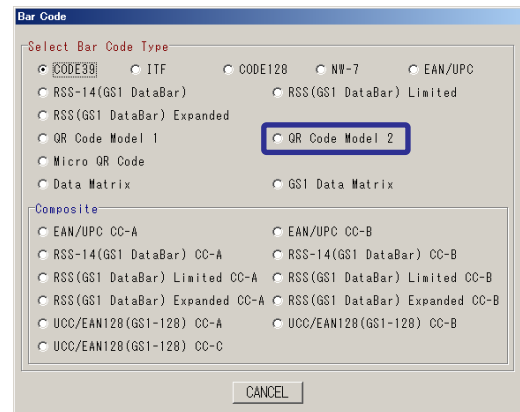 Bar Code
Select Bar Code Type
CODE39 ITF CODE128 NW-7 EAN/UPC
RSS-14(GS1 DataBar) RSS(GS1 DataBar) Limited
RSS(GS1 DataBar) Expanded
QR Code Model 1 QR Code Model 2
Micro QR Code
Data Matrix GS1 Data Matrix
Composite
EAN/UPC CC-A EAN/UPC CC-B
RSS-14(GS1 DataBar) CC-A RSS-14(GS1 DataBar) CC-B
RSS(GS1 DataBar) Limited CC-A RSS(GS1 DataBar) Limited CC-B
RSS(GS1 DataBar) Expanded CC-A RSS(GS1 DataBar) Expanded CC-B
UCC/EAN128(GS1-128) CC-A UCC/EAN128(GS1-128) CC-B
UCC/EAN128(GS1-128) CC-C
CANCEL